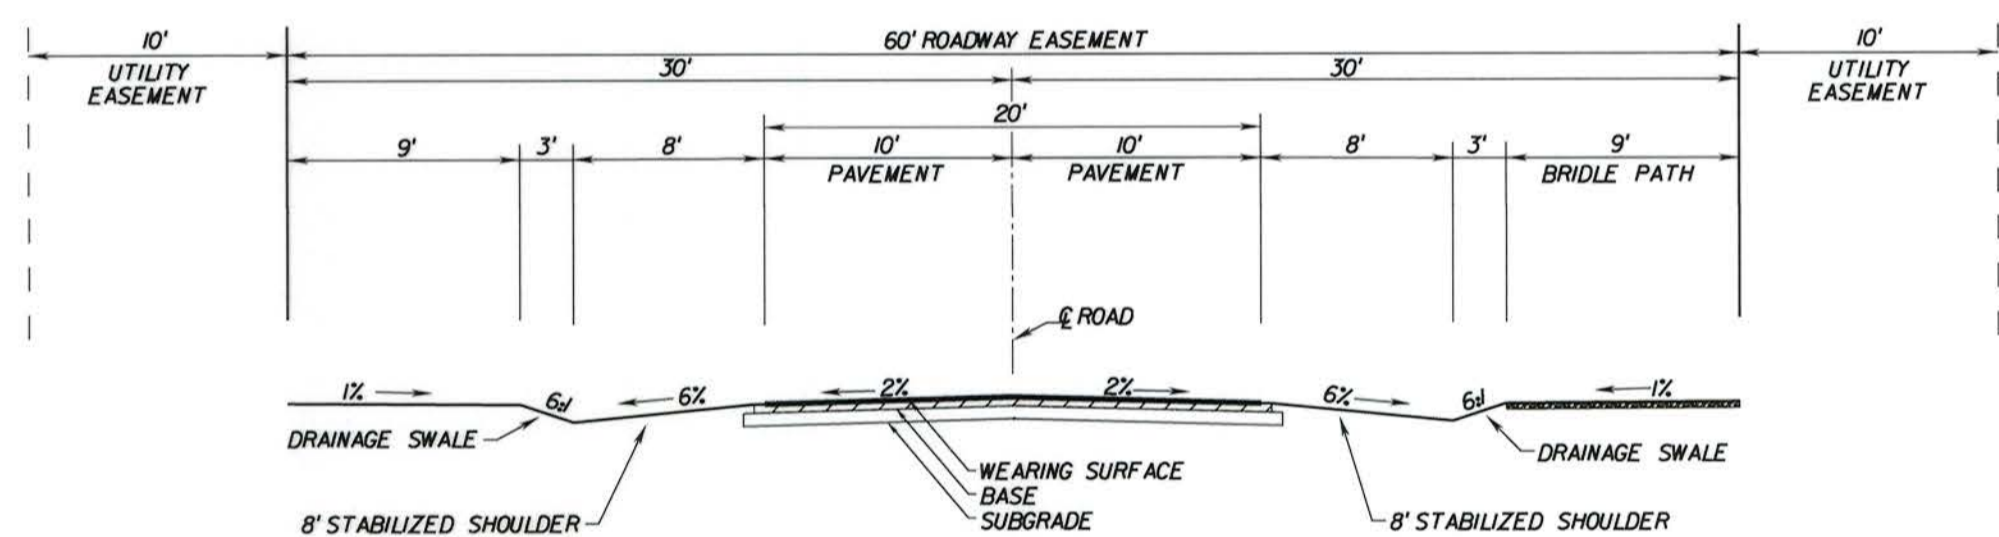 10' 60' ROADWAY EASEMENT 10'
UTILITY 30' 30' UTILITY
EASEMENT EASEMENT
20'
9' 3' 8' 10' 10' 8' 3' 9'
PAVEMENT PAVEMENT BRIDLE PATH
℄ ROAD
1% 6:1 6% 2% 2% 6% 6:1 1%
DRAINAGE SWALE DRAINAGE SWALE
WEARING SURFACE
BASE
8' STABILIZED SHOULDER SUBGRADE 8' STABILIZED SHOULDER